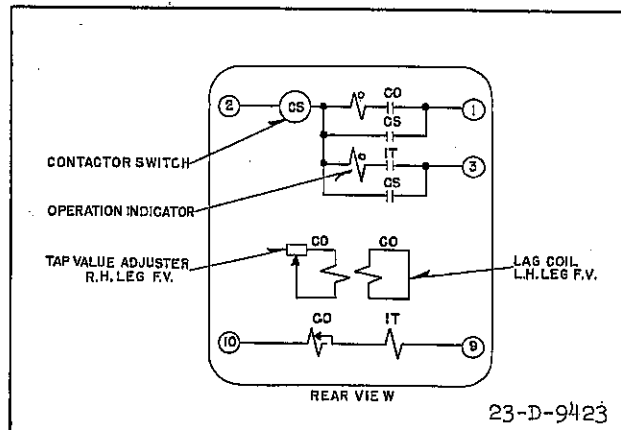 CO
2 CS 1
CS
IT
3
CS
CONTACTOR SWITCH
OPERATION INDICATOR
CO CO
TAP VALUE ADJUSTER
R.H. LEG F.V.
LAG COIL
L.H. LEG F.V.
CO IT
10 9
REAR VIEW
23-D-9423